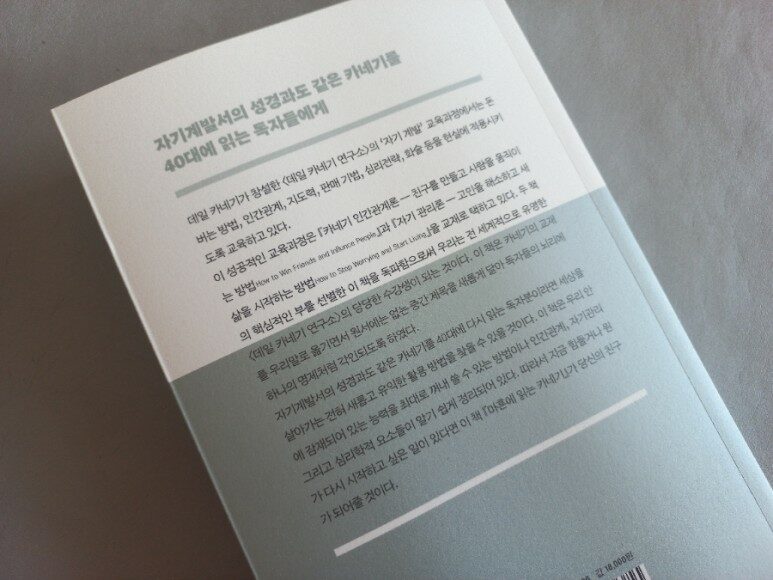 자기계발서의 성경과도 같은 카네기를
40대에 읽는 독자들에게
데일 카네기가 창설한 〈데일 카네기 연구소〉의 '자기 계발' 교육과정에서는 돈
버는 방법, 인간관계, 지도력, 판매 기법, 심리전략, 화술 등을 현실에 적용시키
도록 교육하고 있다.
이 성공적인 교육과정은 『카네기 인간관계론 — 친구를 만들고 사람을 움직이
는 방법How to Win Friends and Influnce People』과 『자기 관리론 — 고민을 해소하고 새
삶을 시작하는 방법How to Stop Worrying and Start Living』을 교재로 택하고 있다. 두 책
의 핵심적인 부를 선별한 이 책을 독파함으로써 우리는 전 세계적으로 유명한
〈데일 카네기 연구소〉의 당당한 수강생이 되는 것이다. 이 책은 카네기의 교재
를 우리말로 옮기면서 원서에는 없는 중간 제목을 새롭게 달아 독자들의 뇌리에
하나의 명제처럼 각인되도록 하였다.
자기계발서의 성경과도 같은 카네기를 40대에 다시 읽는 독자분이라면 세상을
살아가는 전혀 새롭고 유익한 활용 방법을 찾을 수 있을 것이다. 이 책은 우리 안
에 잠재되어 있는 능력을 최대로 꺼내 쓸 수 있는 방법이나 인간관계, 자기관리
그리고 심리학적 요소들이 알기 쉽게 정리되어 있다. 따라서 지금 힘들거나 뭔
가 다시 시작하고 싶은 일이 있다면 이 책 『마흔에 읽는 카네기』가 당신의 친구
가 되어줄 것이다.
값 18,000원